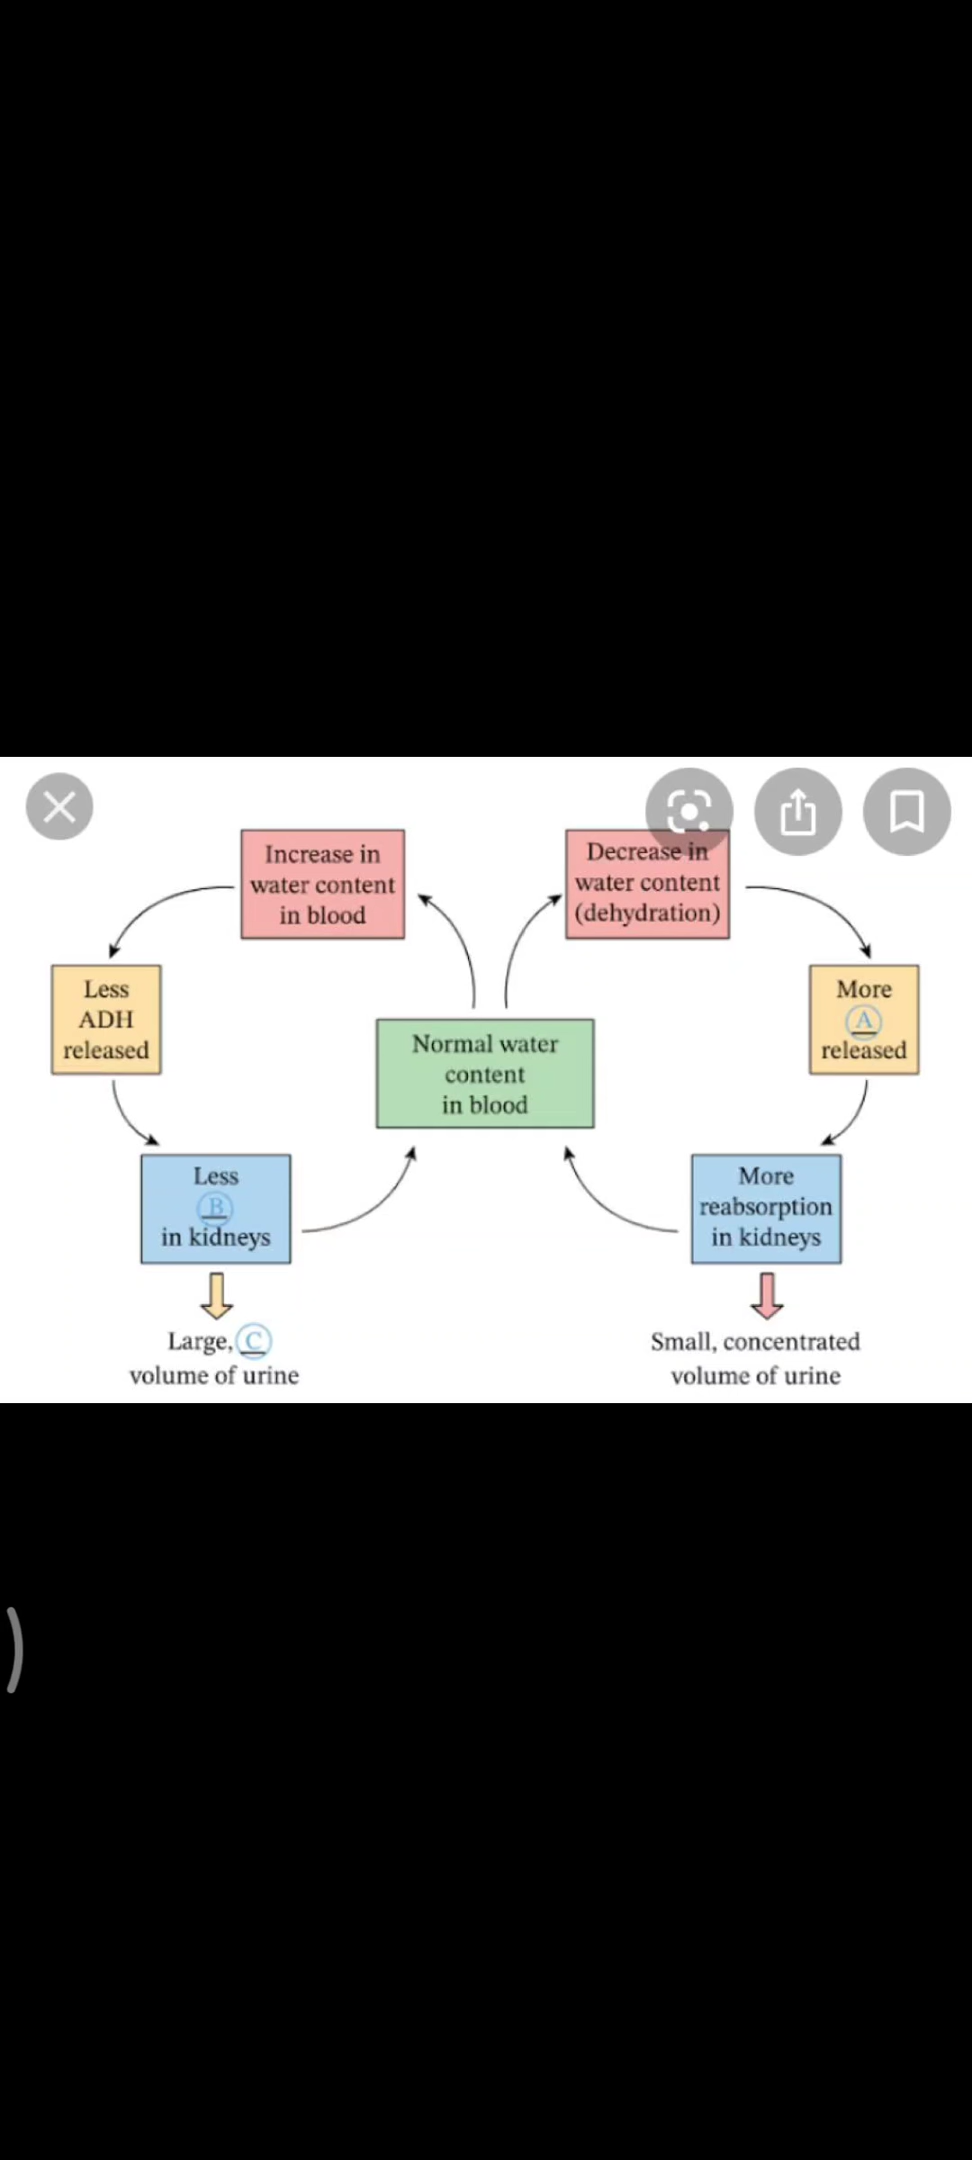 Increase in
water content
in blood
Decrease in
water content
(dehydration)
Less
ADH
released
More
A
released
Normal water
content
in blood
Less
B
in kidneys
More
reabsorption
in kidneys
Large, C
volume of urine
Small, concentrated
volume of urine